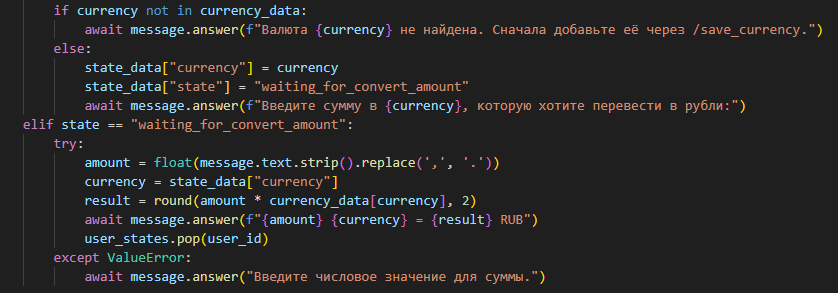 if currency not in currency_data:
await message.answer(f"Валюта {currency} не найдена. Сначала добавьте её через /save_currency.")
else:
state_data["currency"] = currency
state_data["state"] = "waiting_for_convert_amount"
await message.answer(f"Введите сумму в {currency}, которую хотите перевести в рубли:")
elif state == "waiting_for_convert_amount":
try:
amount = float(message.text.strip().replace(',', '.'))
currency = state_data["currency"]
result = round(amount * currency_data[currency], 2)
await message.answer(f"{amount} {currency} = {result} RUB")
user_states.pop(user_id)
except ValueError:
await message.answer("Введите числовое значение для суммы.")